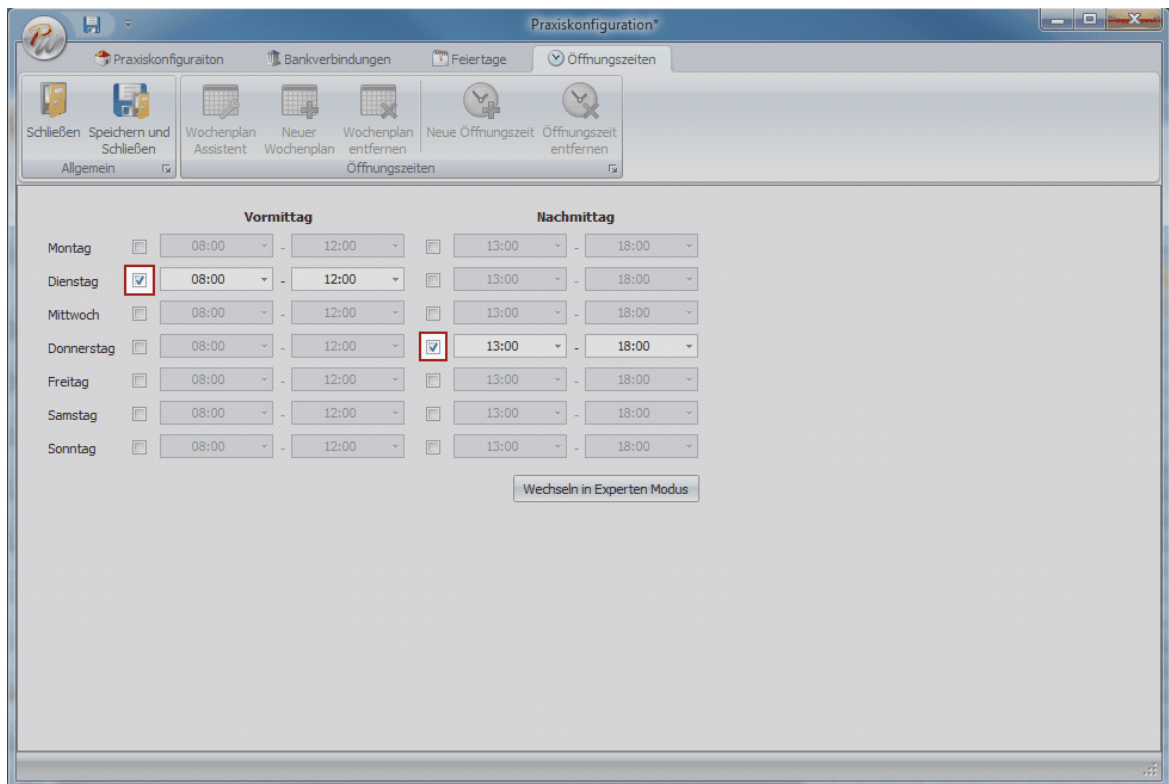 Praxiskonfiguration*
Praxiskonfiguraiton Bankverbindungen Feiertage Öffnungszeiten
Schließen Speichern und Schließen Wochenplan Assistent Neuer Wochenplan Wochenplan entfernen Neue Öffnungszeit Öffnungszeit entfernen
Allgemein Öffnungszeiten
Vormittag Nachmittag
Montag 08:00 - 12:00 13:00 - 18:00
Dienstag 08:00 - 12:00 13:00 - 18:00
Mittwoch 08:00 - 12:00 13:00 - 18:00
Donnerstag 08:00 - 12:00 13:00 - 18:00
Freitag 08:00 - 12:00 13:00 - 18:00
Samstag 08:00 - 12:00 13:00 - 18:00
Sonntag 08:00 - 12:00 13:00 - 18:00
Wechseln in Experten Modus